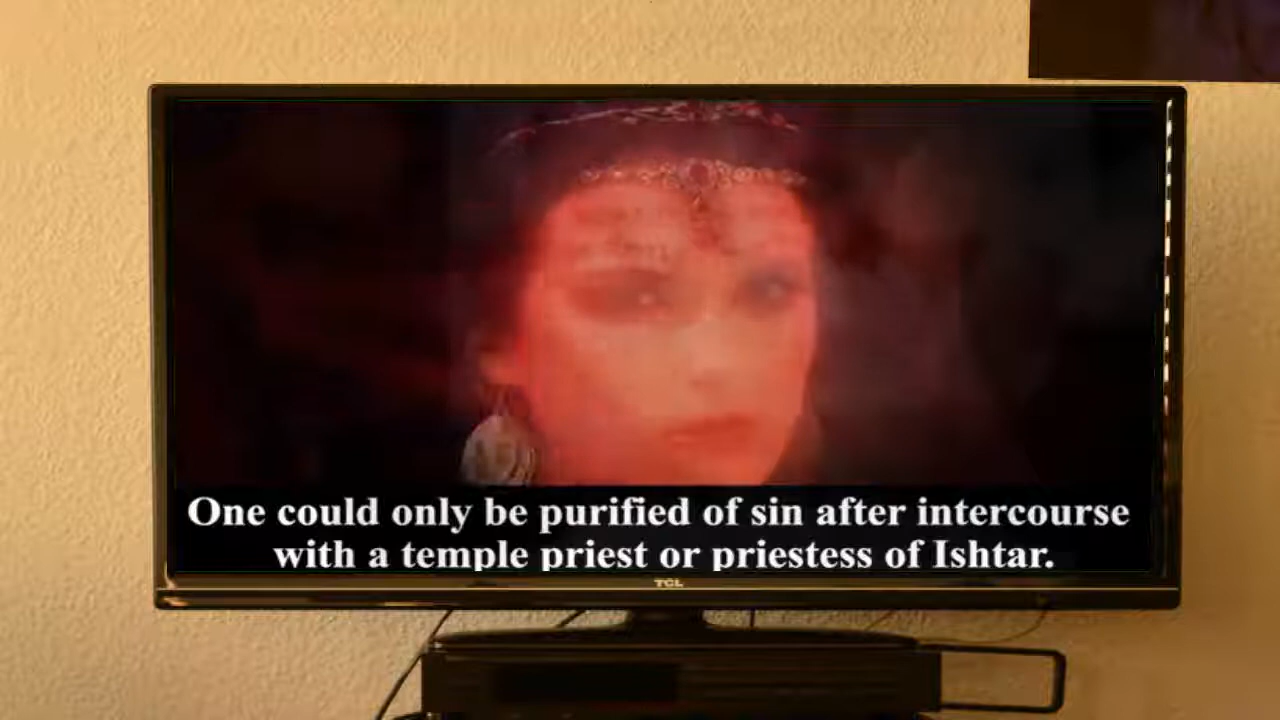 One could only be purified of sin after intercourse
with a temple priest or priestess of Ishtar.
TCL